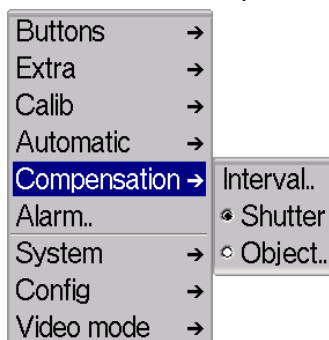 Buttons →
Extra →
Calib →
Automatic →
Compensation →
Alarm..
System →
Config →
Video mode →
Interval..
Shutter
Object..